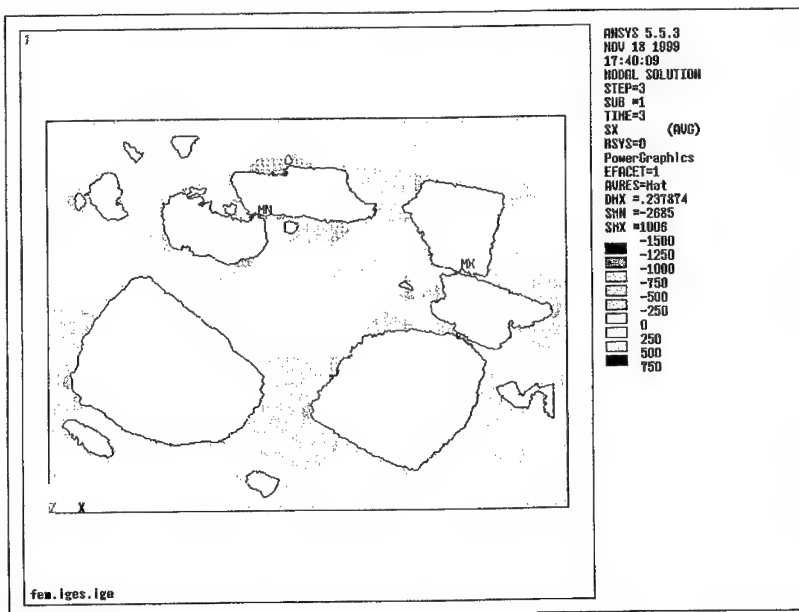 1
ANSYS 5.5.3
NOV 18 1999
17:40:09
NODAL SOLUTION
STEP=3
SUB =1
TIME=3
SX (AVG)
RSYS=0
PowerGraphics
EFACET=1
AVRES=Mat
DMX =.237874
SMN =-2685
SMX =1006
-1500
-1250
-1000
-750
-500
-250
0
250
500
750
MN
MX
Z X
fem.iges.ige